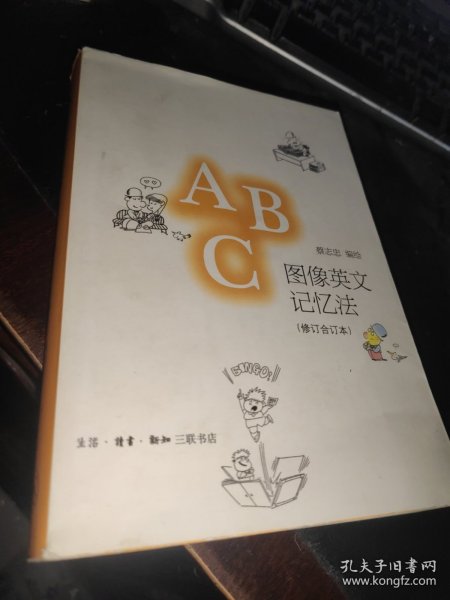 A B
C
蔡志忠 编绘
图像英文
记忆法
(修订合订本)
BINGO!
生活·讀書·新知 三联书店
孔夫子旧书网
www.kongfz.com